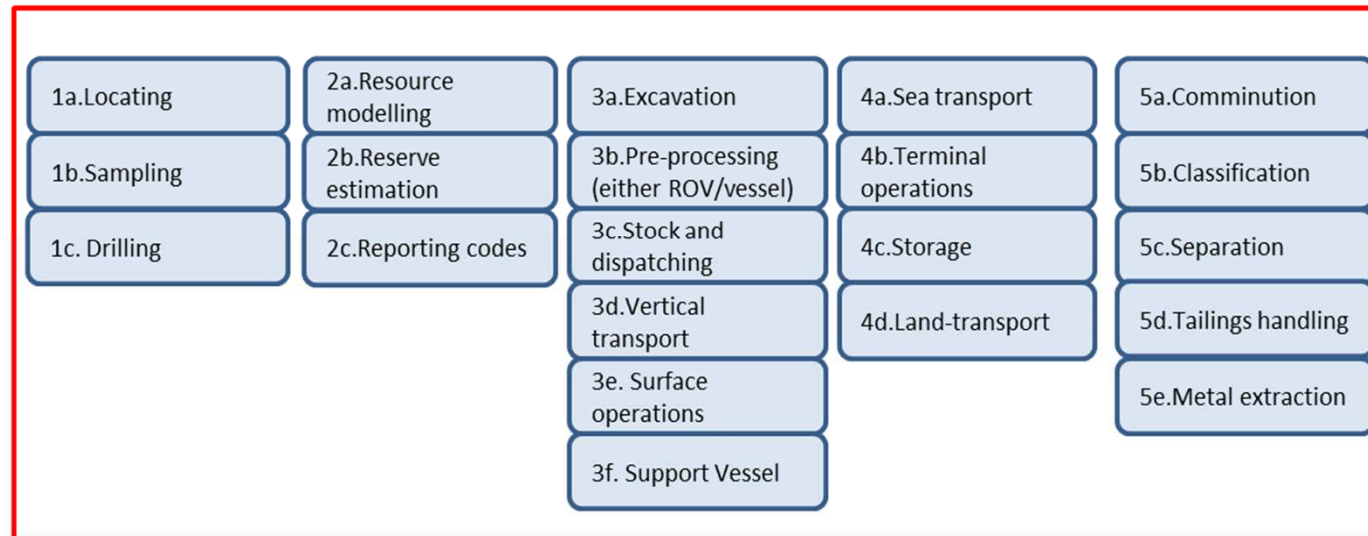 1a.Locating
1b.Sampling
1c. Drilling
2a.Resource
modelling
2b.Reserve
estimation
2c.Reporting codes
3a.Excavation
3b.Pre-processing
(either ROV/vessel)
3c.Stock and
dispatching
3d.Vertical
transport
3e. Surface
operations
3f. Support Vessel
4a.Sea transport
4b.Terminal
operations
4c.Storage
4d.Land-transport
5a.Comminution
5b.Classification
5c.Separation
5d.Tailings handling
5e.Metal extraction